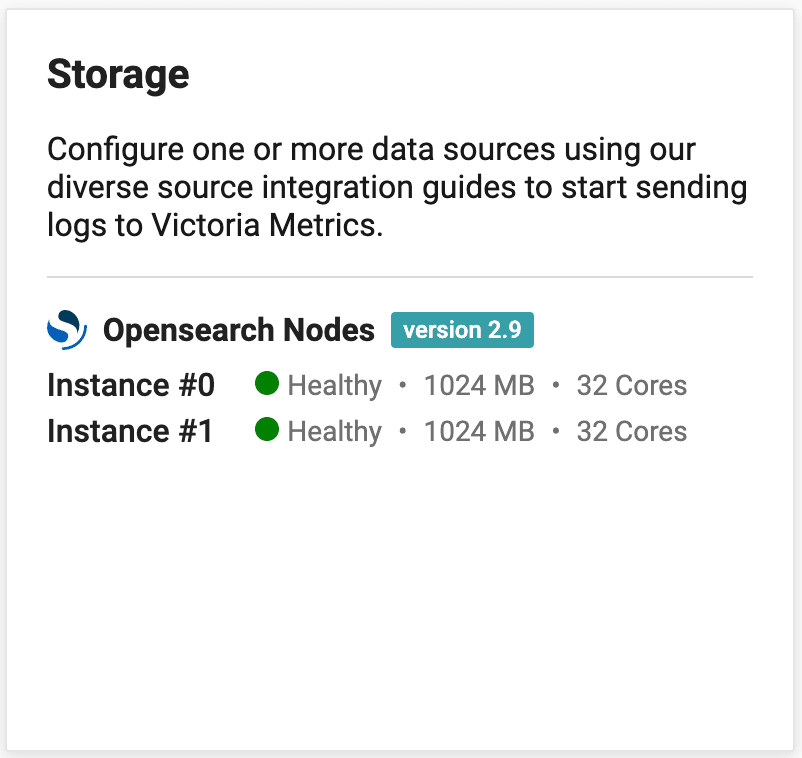 Storage
Configure one or more data sources using our
diverse source integration guides to start sending
logs to Victoria Metrics.
Opensearch Nodes version 2.9
Instance #0 Healthy • 1024 MB • 32 Cores
Instance #1 Healthy • 1024 MB • 32 Cores